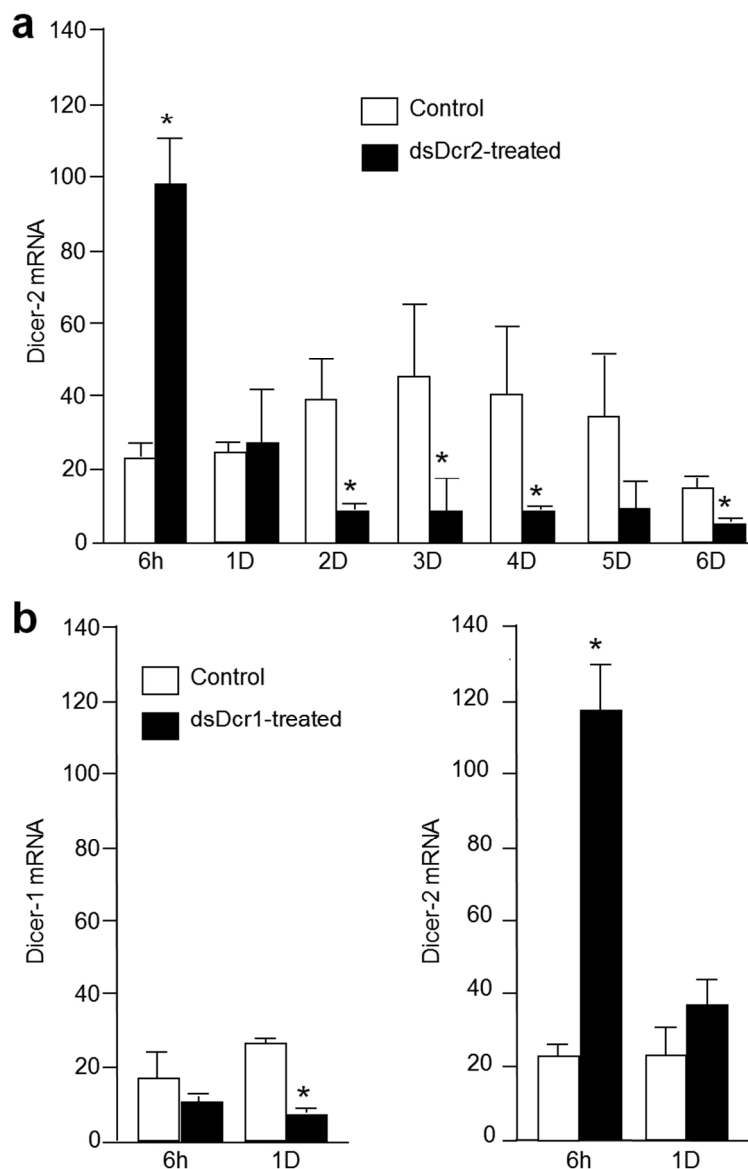 a
140
120
100
80
60
40
20
0
Dicer-2 mRNA
Control
dsDcr2-treated
*
*
*
*
*
6h 1D 2D 3D 4D 5D 6D
b
140
120
100
80
60
40
20
0
Dicer-1 mRNA
Control
dsDcr1-treated
*
6h 1D
140
120
100
80
60
40
20
0
Dicer-2 mRNA
*
6h 1D